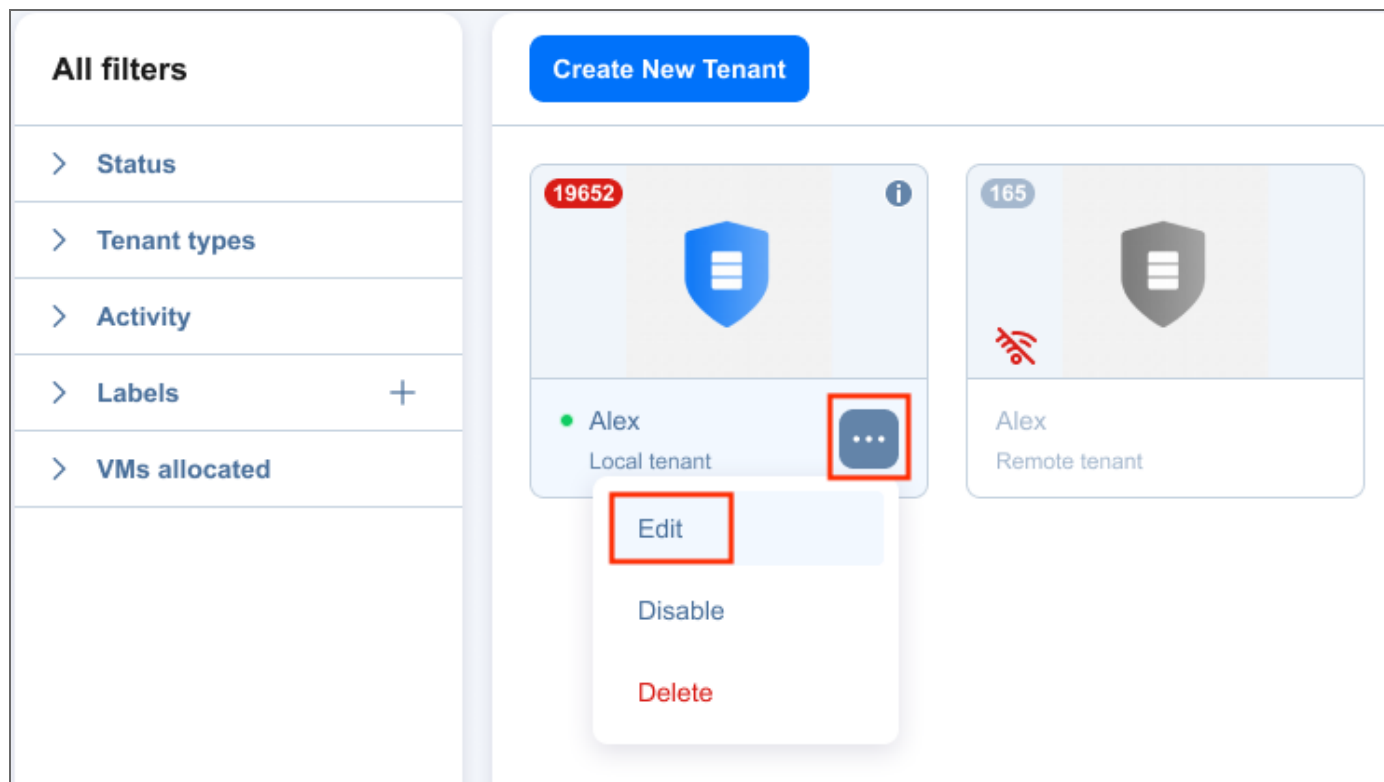 All filters
Status
Tenant types
Activity
Labels
VMs allocated
Create New Tenant
19652
i
Alex
Local tenant
Edit
Disable
Delete
165
Alex
Remote tenant